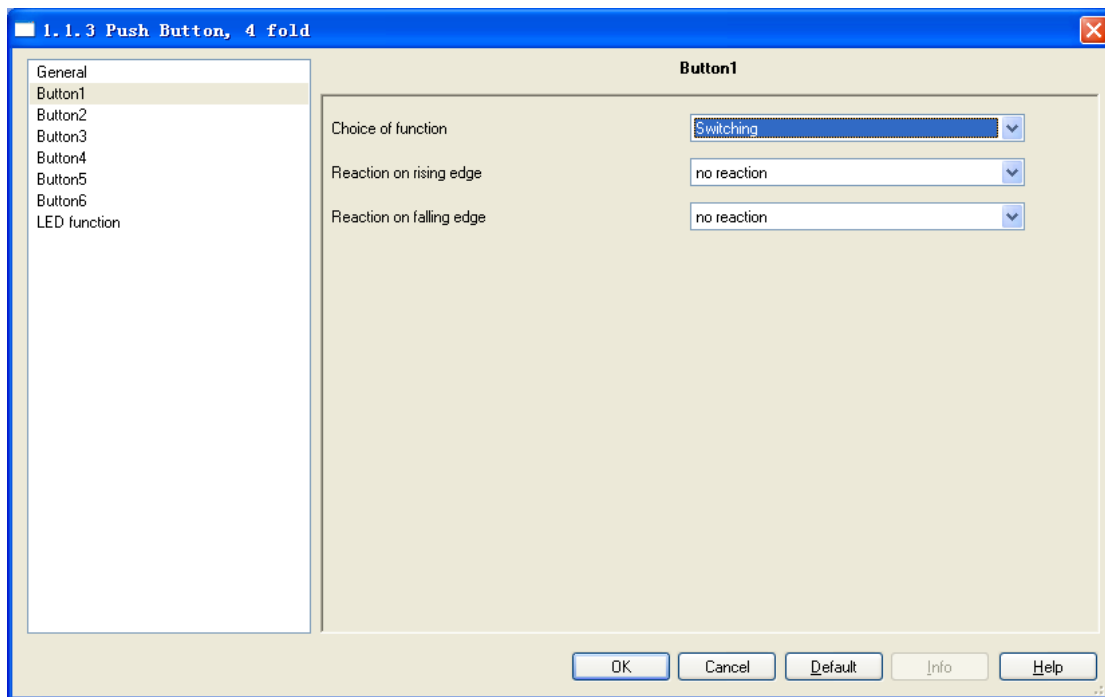 1.1.3 Push Button, 4 fold
General
Button1
Button2
Button3
Button4
Button5
Button6
LED function
Button1
Choice of function Switching
Reaction on rising edge no reaction
Reaction on falling edge no reaction
OK Cancel Default Info Help